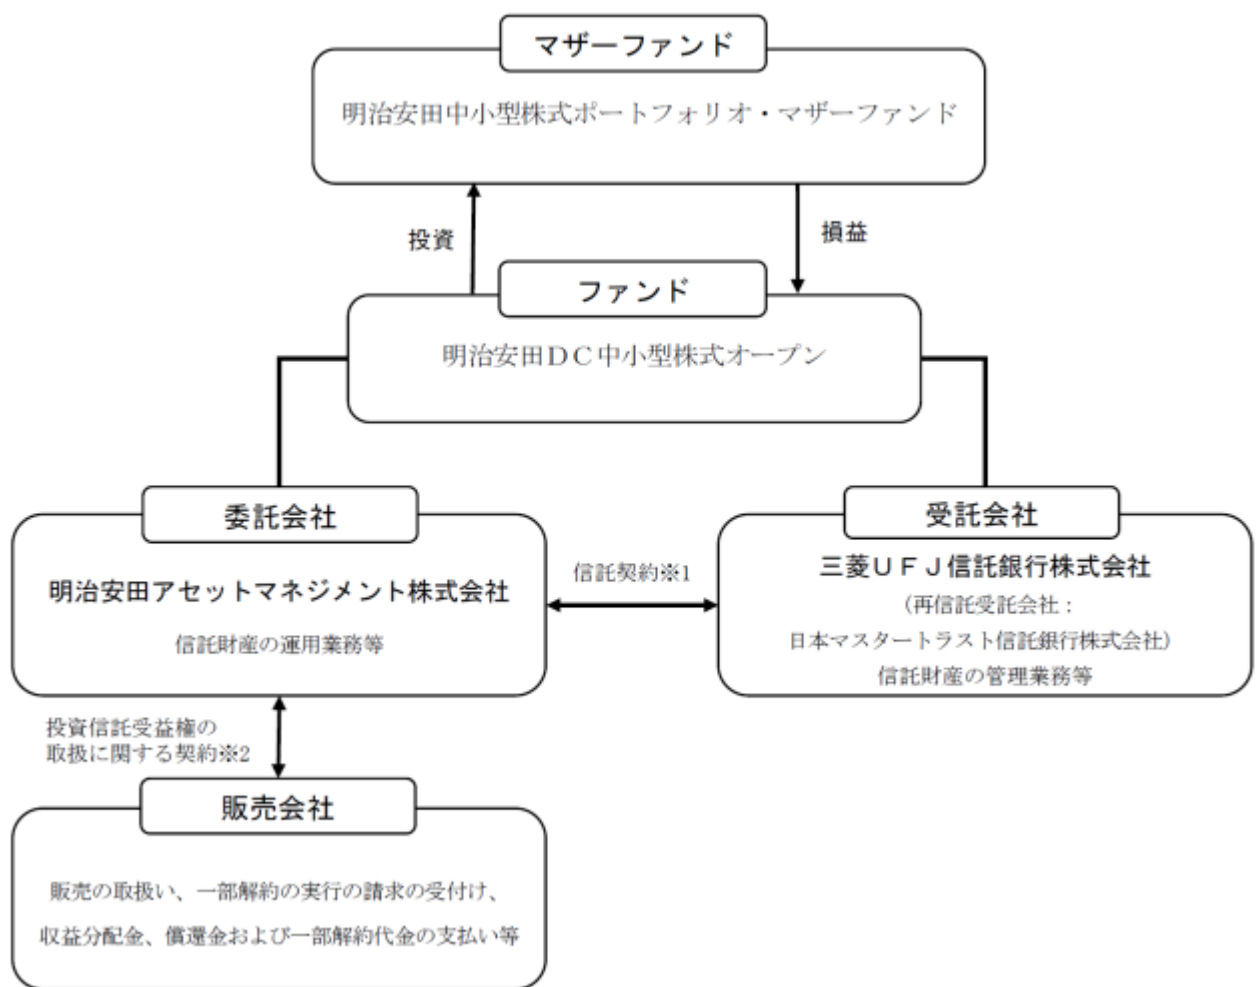 マザーファンド
明治安田中小型株式ポートフォリオ・マザーファンド
投資
損益
ファンド
明治安田ＤＣ中小型株式オープン
委託会社
明治安田アセットマネジメント株式会社
信託財産の運用業務等
信託契約※1
受託会社
三菱ＵＦＪ信託銀行株式会社
（再信託受託会社：
日本マスタートラスト信託銀行株式会社）
信託財産の管理業務等
投資信託受益権の
取扱に関する契約※2
販売会社
販売の取扱い、一部解約の実行の請求の受付け、
収益分配金、償還金および一部解約代金の支払い等